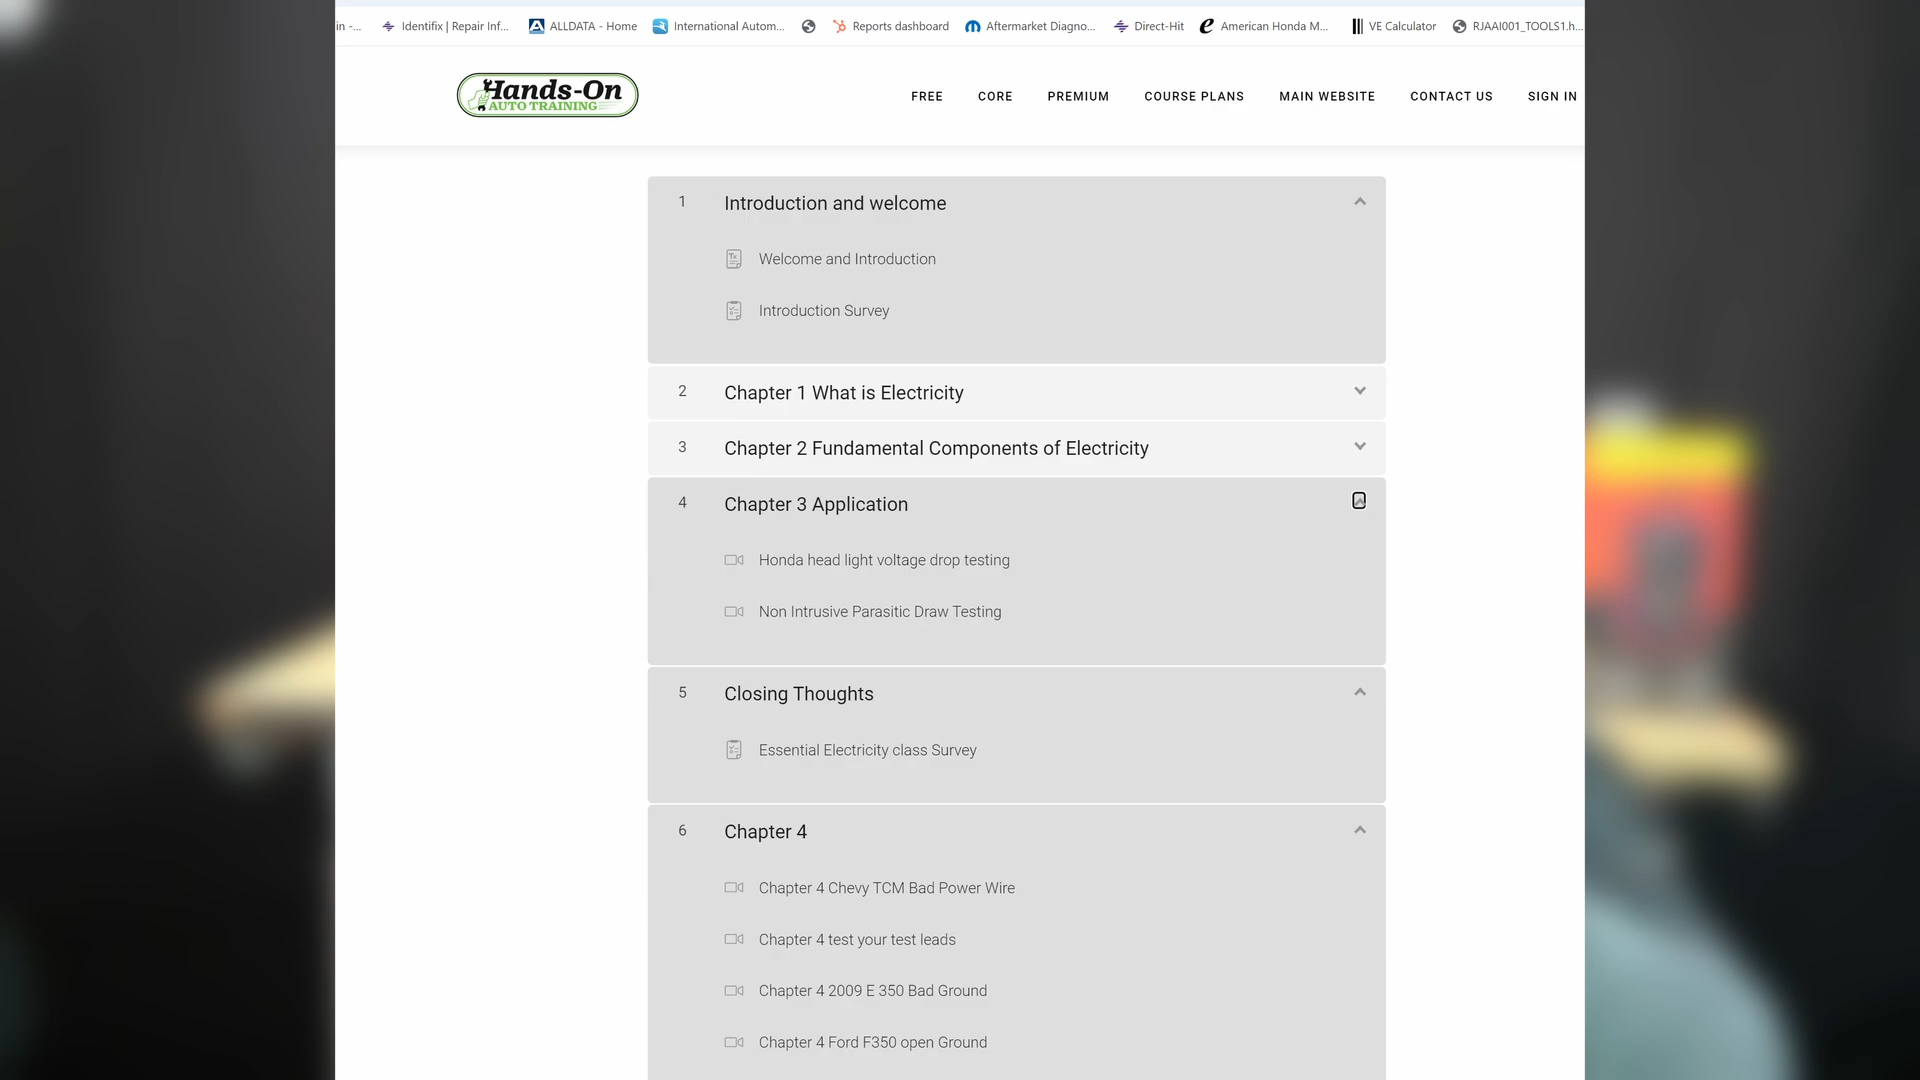 in -...
Identifix | Repair Inf...
ALLDATA - Home
International Autom...
Reports dashboard
Aftermarket Diagno...
Direct-Hit
American Honda M...
VE Calculator
RJAAI001_TOOLS1.h...
Hands-On
AUTO TRAINING
FREE
CORE
PREMIUM
COURSE PLANS
MAIN WEBSITE
CONTACT US
SIGN IN
1 Introduction and welcome
Welcome and Introduction
Introduction Survey
2 Chapter 1 What is Electricity
3 Chapter 2 Fundamental Components of Electricity
4 Chapter 3 Application
Honda head light voltage drop testing
Non Intrusive Parasitic Draw Testing
5 Closing Thoughts
Essential Electricity class Survey
6 Chapter 4
Chapter 4 Chevy TCM Bad Power Wire
Chapter 4 test your test leads
Chapter 4 2009 E 350 Bad Ground
Chapter 4 Ford F350 open Ground